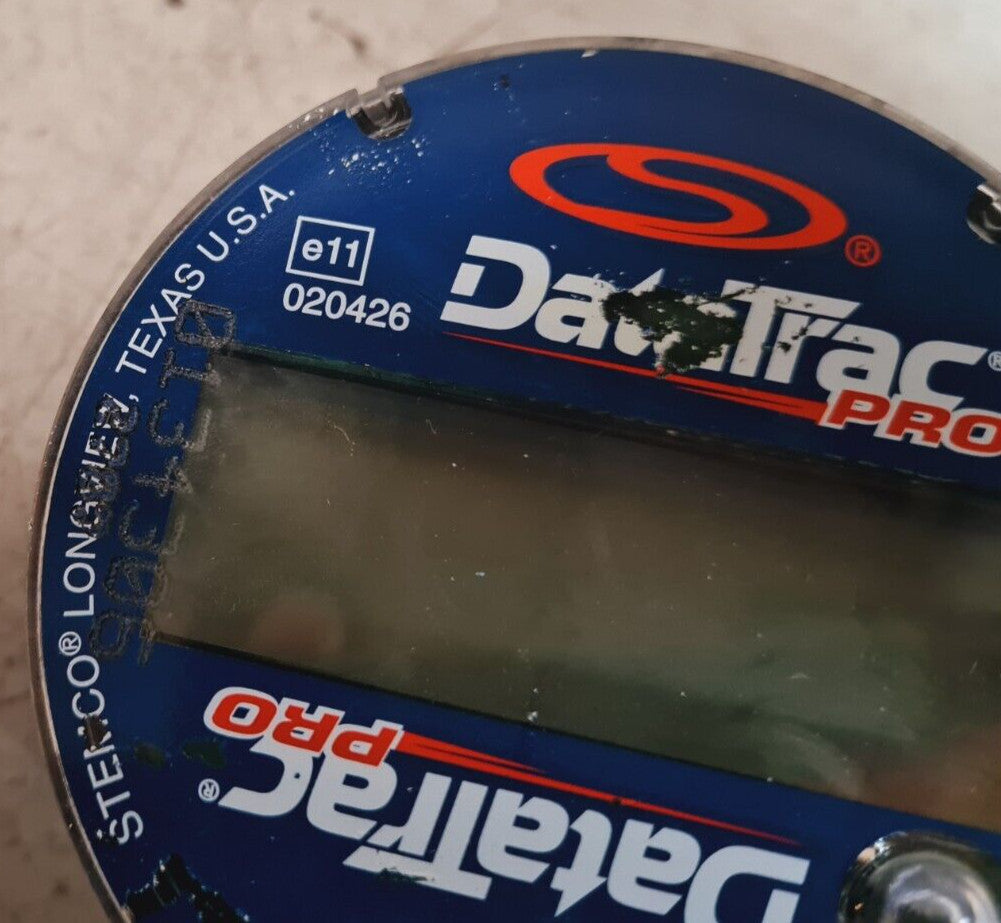 ®
DataTrac®
PRO
e11
020426
STEMCO® LONGVIEW, TEXAS U.S.A.
DataTrac®
PRO